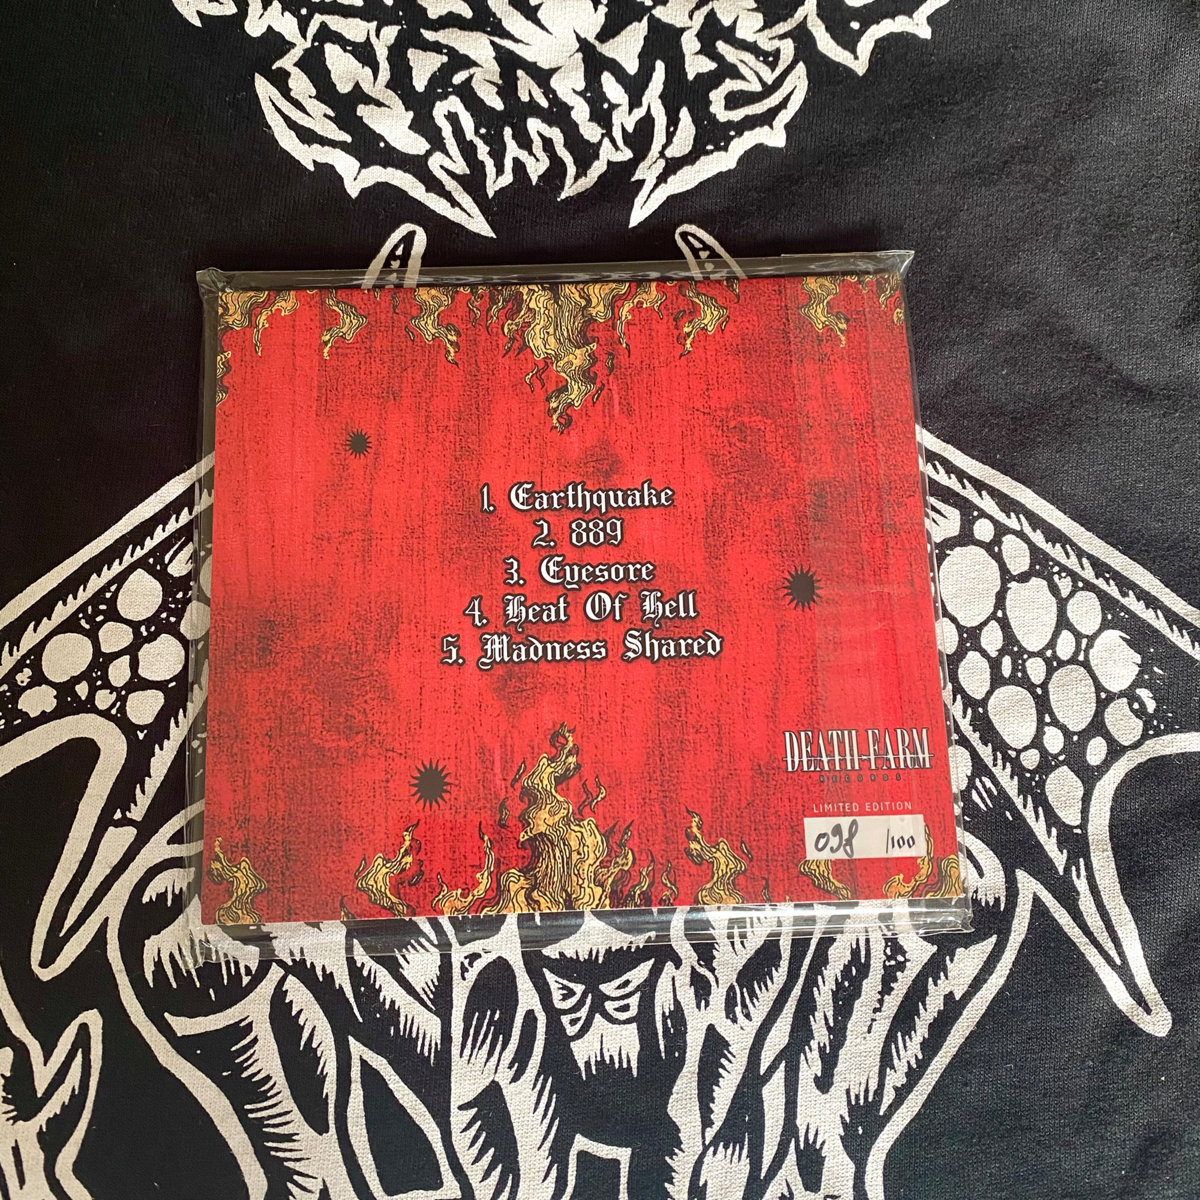 1. Earthquake
2. 889
3. Eyesore
4. Heat Of Hell
5. Madness Shared
DEATH FARM
RECORDS
LIMITED EDITION
098 /100